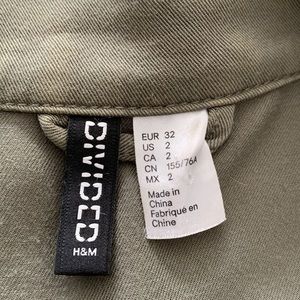 DIVIDED
H&M
EUR 32
US 2
CA 2
CN 155/76A
MX 2
Made in
China
Fabriqué en
Chine